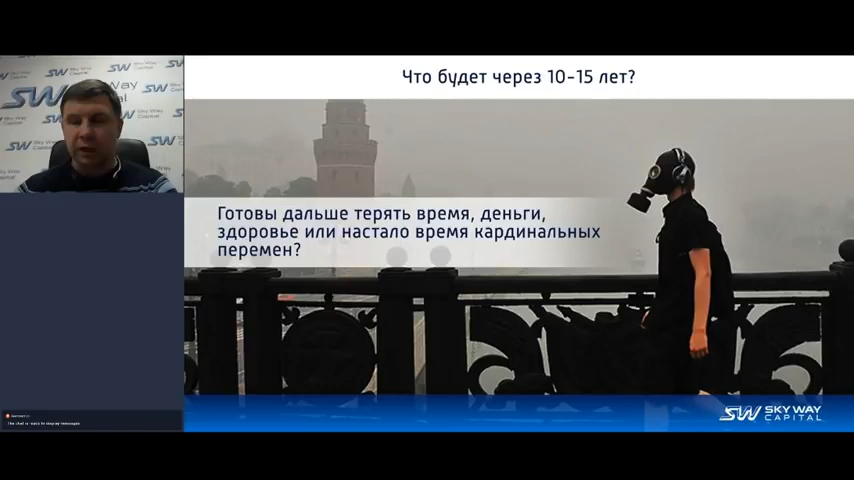 Что будет через 10-15 лет?
Готовы дальше терять время, деньги,
здоровье или настало время кардинальных
перемен?
SW SKY WAY
CAPITAL